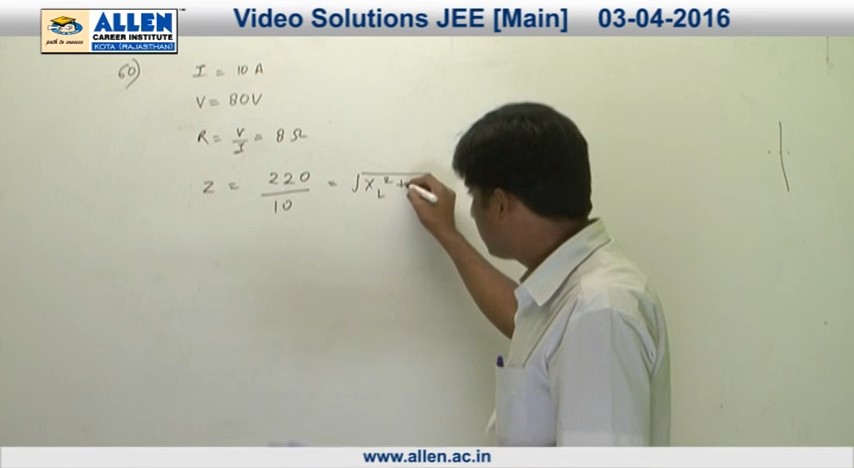 Video Solutions JEE [Main] 03-04-2016
path to success
ALLEN
CAREER INSTITUTE
KOTA (RAJASTHAN)
60)
I = 10 A
V = 80V
R = V/I = 8 Ω
Z = 220/10 = √X_L² +
www.allen.ac.in